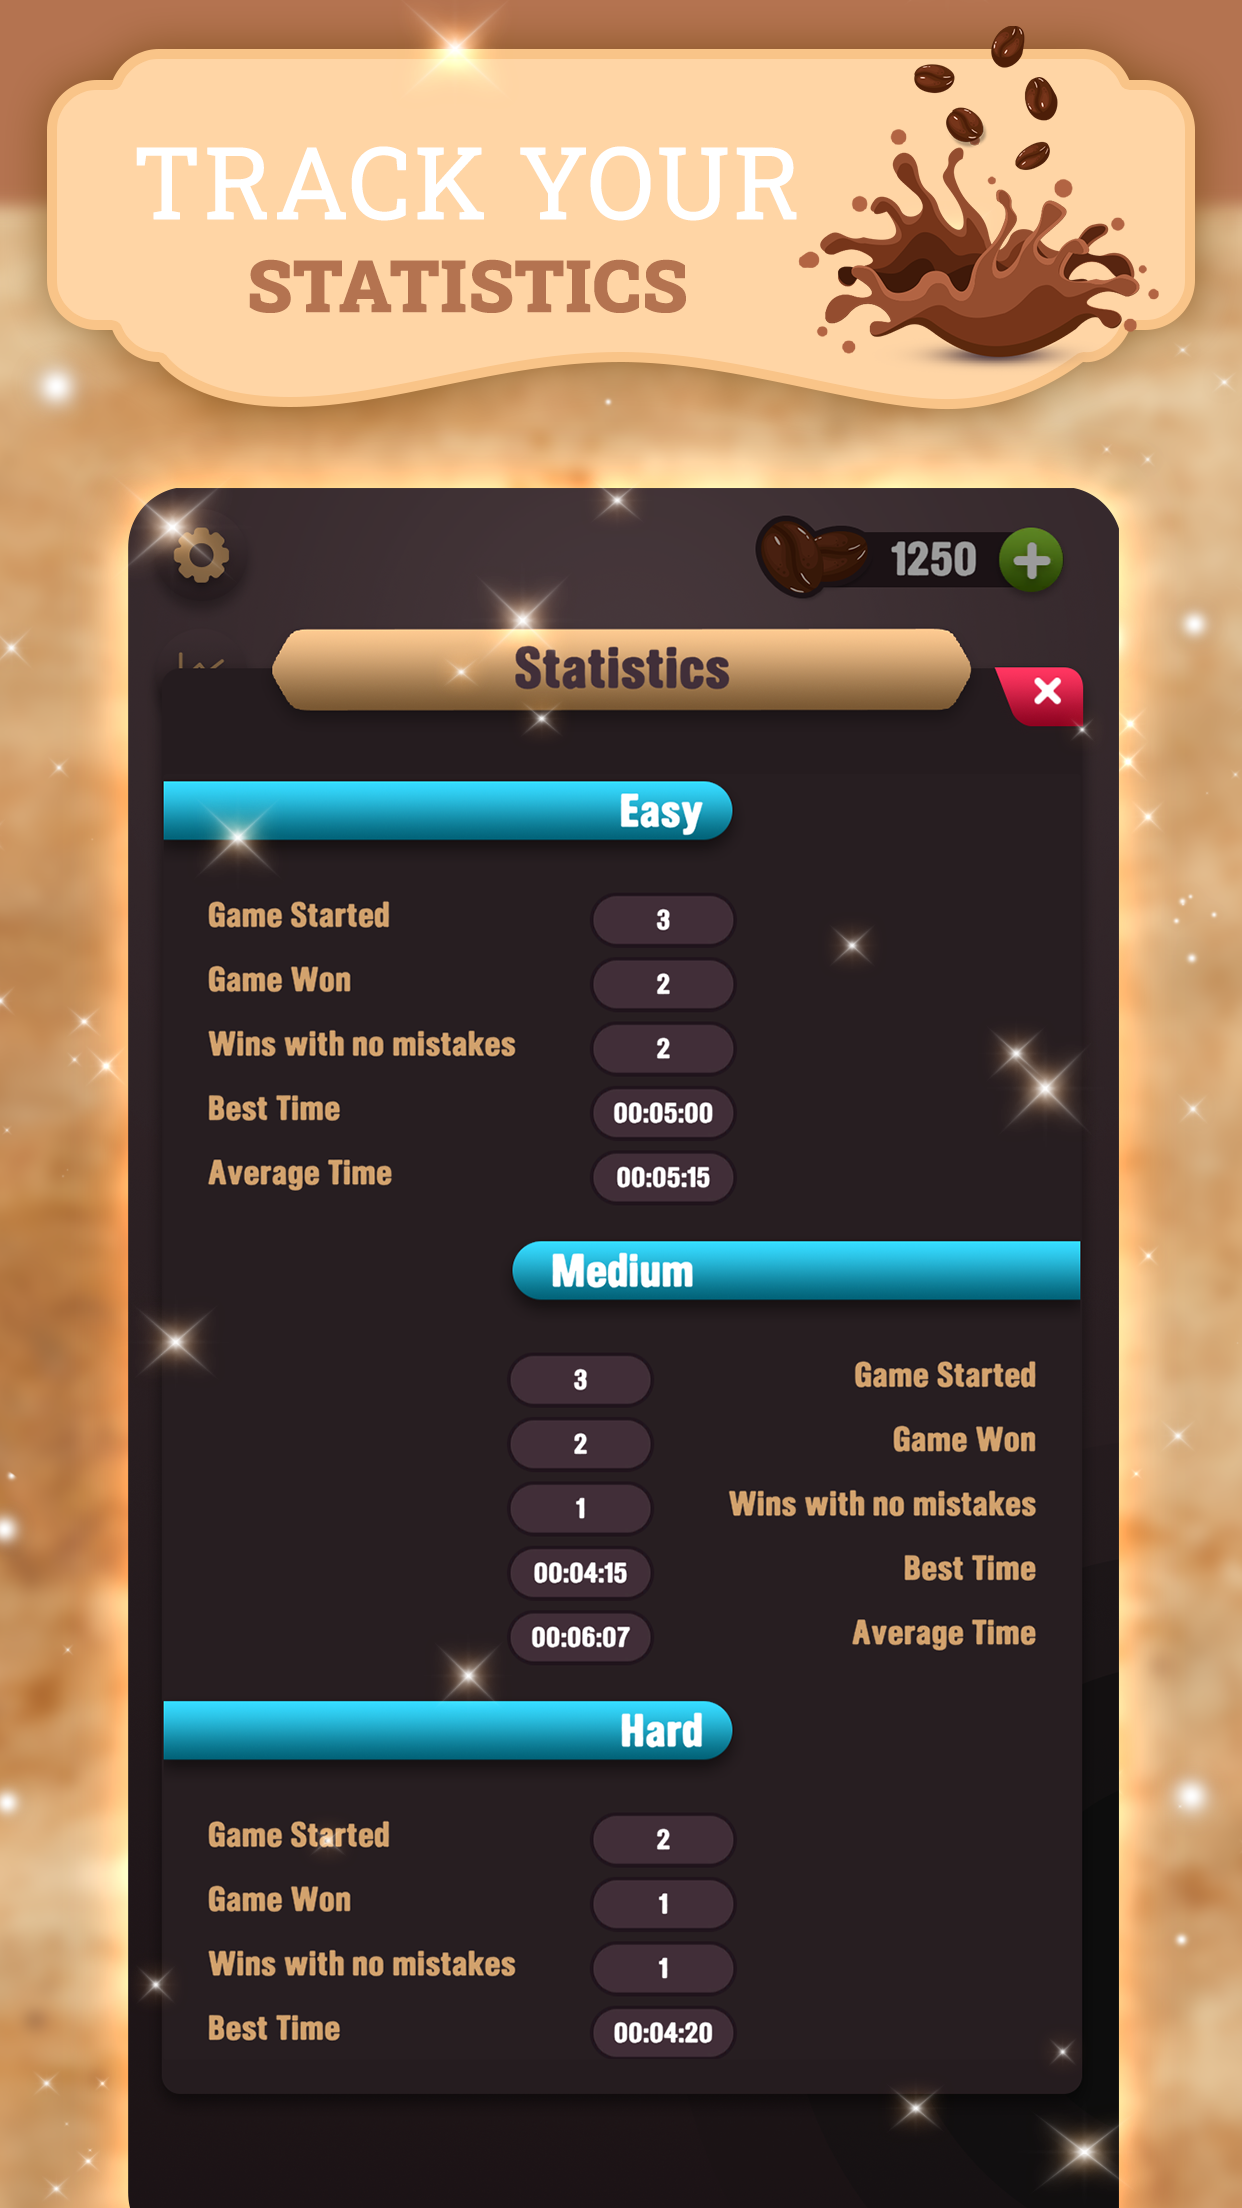 TRACK YOUR
STATISTICS
1250
Statistics
Easy
Game Started 3
Game Won 2
Wins with no mistakes 2
Best Time 00:05:00
Average Time 00:05:15
Medium
3 Game Started
2 Game Won
1 Wins with no mistakes
00:04:15 Best Time
00:06:07 Average Time
Hard
Game Started 2
Game Won 1
Wins with no mistakes 1
Best Time 00:04:20